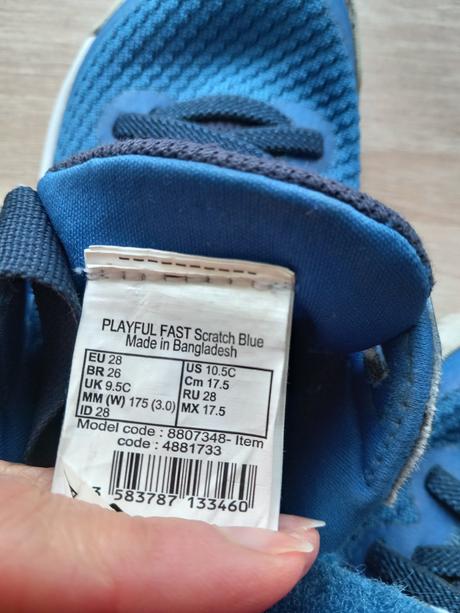 PLAYFUL FAST Scratch Blue
Made in Bangladesh
EU 28 US 10.5C
BR 26 Cm 17.5
UK 9.5C RU 28
MM (W) 175 (3.0) MX 17.5
ID 28
Model code : 8807348- Item
code : 4881733
3 583787 133460